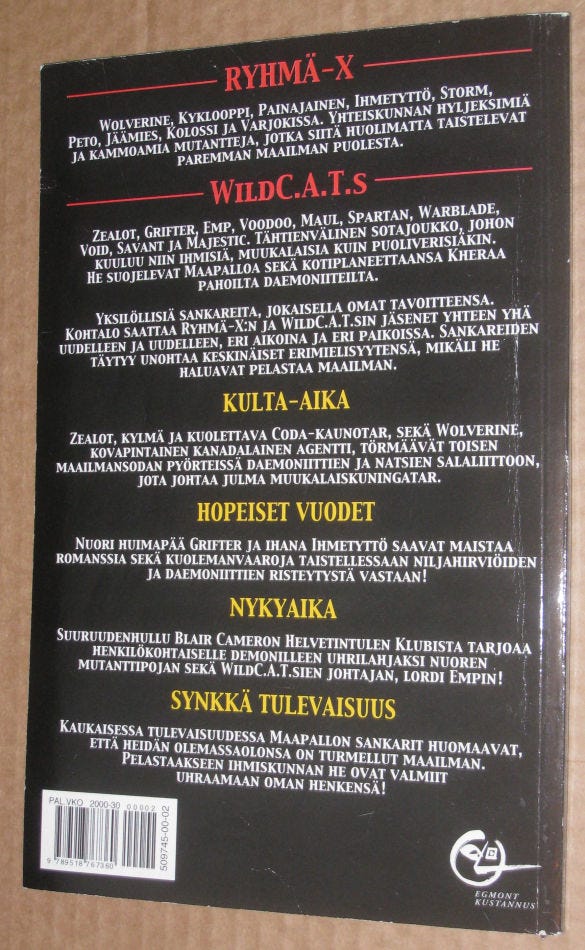 RYHMÄ-X
WOLVERINE, KYKLOOPPI, PAINAJAINEN, IHMETYTTÖ, STORM,
PETO, JÄÄMIES, KOLOSSI JA VARJOKISSA. YHTEISKUNNAN HYLJEKSIMIÄ
JA KAMMOAMIA MUTANTTEJA, JOTKA SIITÄ HUOLIMATTA TAISTELEVAT
PAREMMAN MAAILMAN PUOLESTA.
WILDC.A.T.S
ZEALOT, GRIFTER, EMP, VOODOO, MAUL, SPARTAN, WARBLADE,
VOID, SAVANT JA MAJESTIC. TÄHTIENVÄLINEN SOTAJOUKKO, JOHON
KUULUU NIIN IHMISIÄ, MUUKALAISIA KUIN PUOLIVERISIÄKIN.
HE SUOJELEVAT MAAPALLOA SEKÄ KOTIPLANEETTAANSA KHERAA
PAHOILTA DAEMONIITEILTA.
YKSILÖLLISIÄ SANKAREITA, JOKAISELLA OMAT TAVOITTEENSA.
KOHTALO SAATTAA RYHMÄ-X:N JA WILDC.A.T.SIN JÄSENET YHTEEN YHÄ
UUDELLEEN JA UUDELLEEN, ERI AIKOINA JA ERI PAIKOISSA. SANKAREIDEN
TÄYTYY UNOHTAA KESKINÄISET ERIMIELISYYTENSÄ, MIKÄLI HE
HALUAVAT PELASTAA MAAILMAN.
KULTA-AIKA
ZEALOT, KYLMÄ JA KUOLETTAVA CODA-KAUNOTAR, SEKÄ WOLVERINE,
KOVAPINTAINEN KANADALAINEN AGENTTI, TÖRMÄÄVÄT TOISEN
MAAILMANSODAN PYÖRTEISSÄ DAEMONIITTIEN JA NATSIEN SALALIITTOON,
JOTA JOHTAA JULMA MUUKALAISKUNINGATAR.
HOPEISET VUODET
NUORI HUIMAPÄÄ GRIFTER JA IHANA IHMETYTTÖ SAAVAT MAISTAA
ROMANSSIA SEKÄ KUOLEMANVAAROJA TAISTELLESSAAN NILJAHIRVIÖIDEN
JA DAEMONIITTIEN RISTEYTYSTÄ VASTAAN!
NYKYAIKA
SUURUUDENHULLU BLAIR CAMERON HELVETINTULEN KLUBISTA TARJOAA
HENKILÖKOHTAISELLE DEMONILLEEN UHRILAHJAKSI NUOREN
MUTANTTIPOJAN SEKÄ WILDC.A.T.SIEN JOHTAJAN, LORDI EMPIN!
SYNKKÄ TULEVAISUUS
KAUKAISESSA TULEVAISUUDESSA MAAPALLON SANKARIT HUOMAAVAT,
ETTÄ HEIDÄN OLEMASSAOLONSA ON TURMELLUT MAAILMAN.
PELASTAAKSEEN IHMISKUNNAN HE OVAT VALMIIT
UHRAAMAAN OMAN HENKENSÄ!
PAL.VKO 2000-30
00002
509745-00-02
9 789518 767360
EGMONT
KUSTANNUS